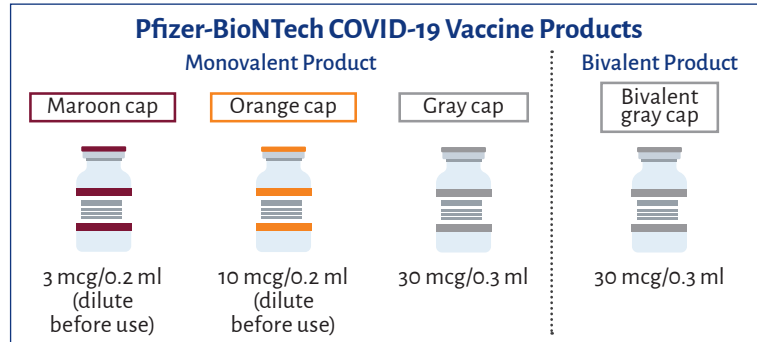 Pfizer-BioNTech COVID-19 Vaccine Products
Monovalent Product
Bivalent Product
Maroon cap
Orange cap
Gray cap
Bivalent
gray cap
3 mcg/0.2 ml
(dilute
before use)
10 mcg/0.2 ml
(dilute
before use)
30 mcg/0.3 ml
30 mcg/0.3 ml